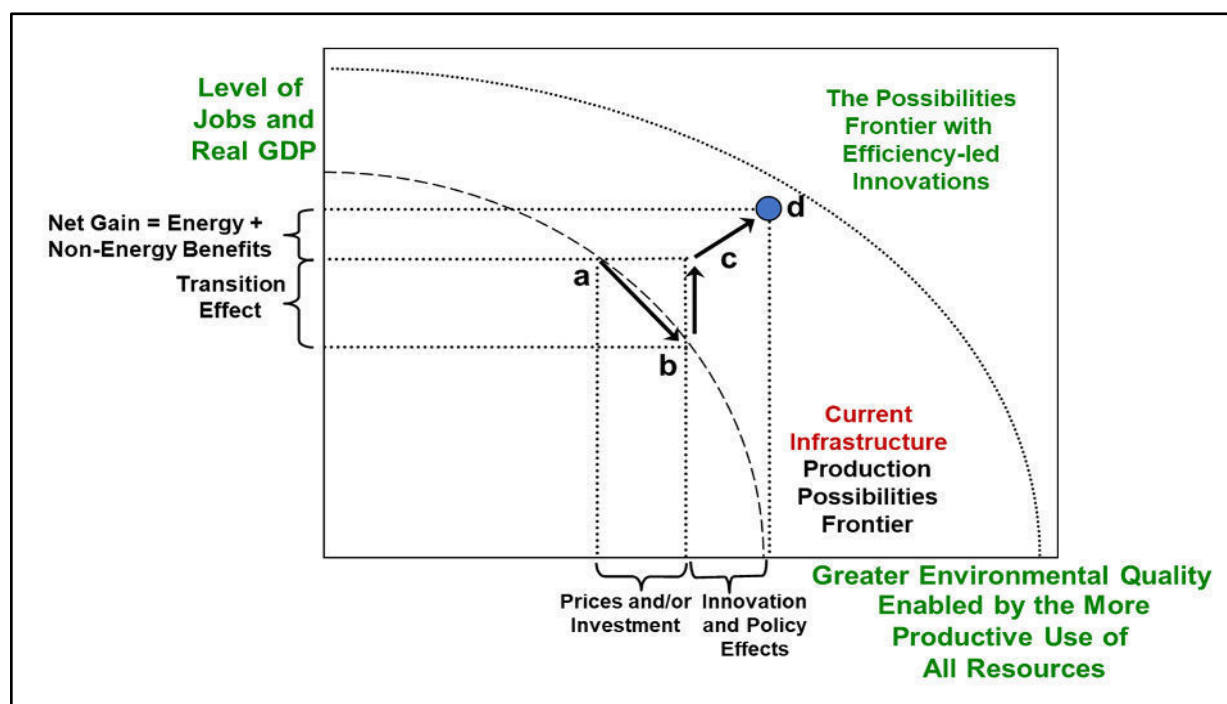 Level of
Jobs and
Real GDP
The Possibilities
Frontier with
Efficiency-led
Innovations
Net Gain = Energy +
Non-Energy Benefits
Transition
Effect
a
b
c
d
Current
Infrastructure
Production
Possibilities
Frontier
Prices and/or
Investment
Innovation
and Policy
Effects
Greater Environmental Quality
Enabled by the More
Productive Use of
All Resources